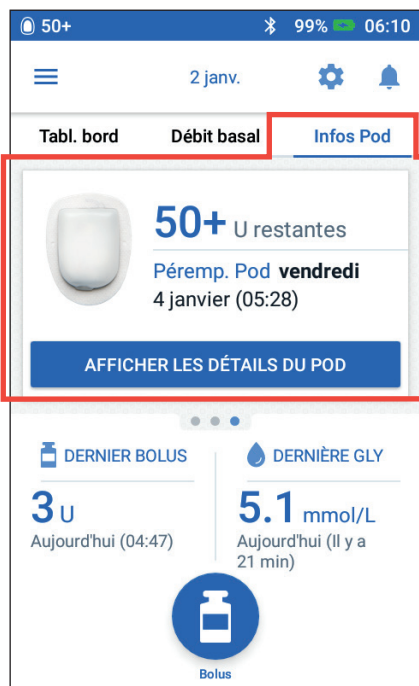 50+ 99% 06:10
2 janv.
Tabl. bord Débit basal Infos Pod
50+ U restantes
Péremp. Pod vendredi
4 janvier (05:28)
AFFICHER LES DÉTAILS DU POD
DERNIER BOLUS
3 U
Aujourd'hui (04:47)
DERNIÈRE GLY
5.1 mmol/L
Aujourd'hui (Il y a
21 min)
Bolus